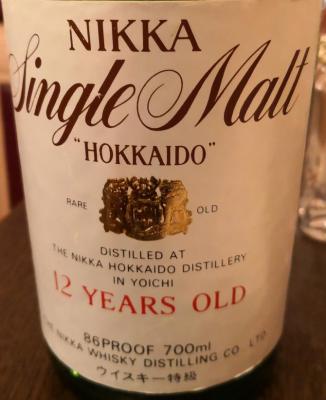 NIKKA
Single Malt
"HOKKAIDO"
RARE OLD
DISTILLED AT
THE NIKKA HOKKAIDO DISTILLERY
IN YOICHI
12 YEARS OLD
86PROOF 700ml
THE NIKKA WHISKY DISTILLING CO. LTD.
ウイスキー特級